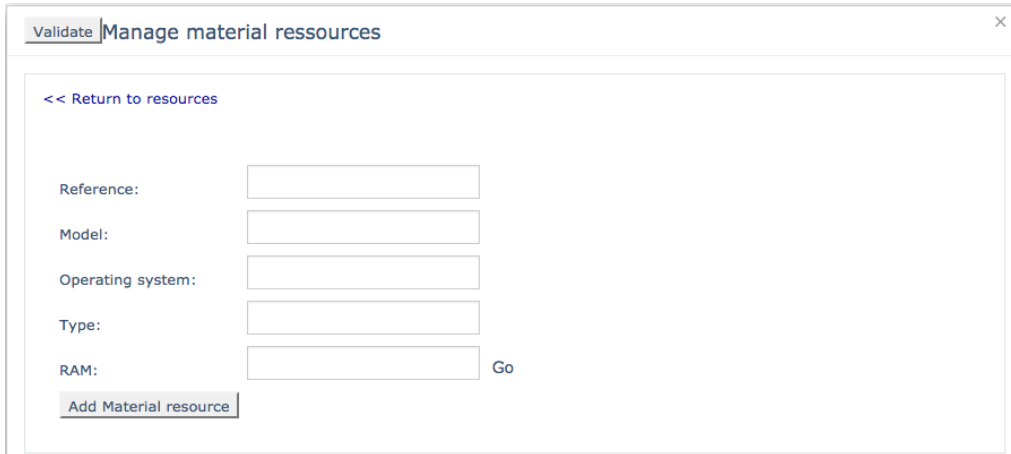 Validate Manage material ressources
×
<< Return to resources
Reference:
Model:
Operating system:
Type:
RAM: Go
Add Material resource